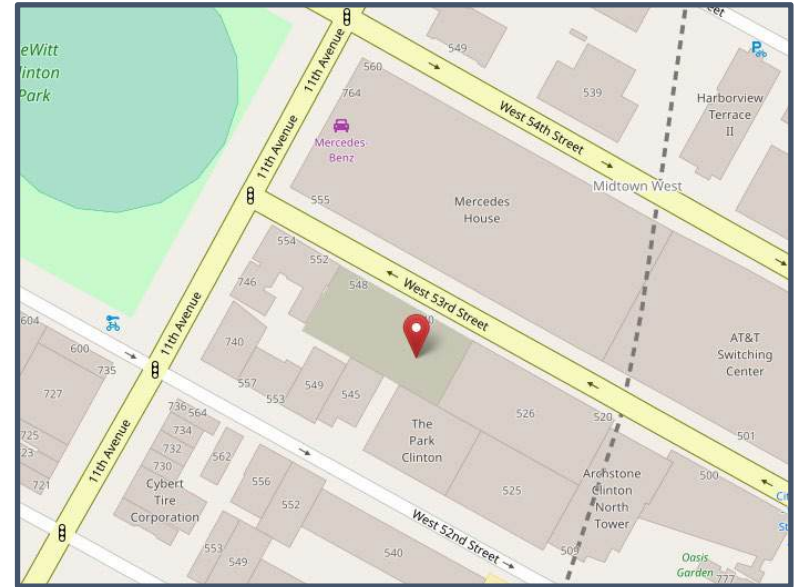 eWitt
linton
Park
11th Avenue
549
560
764
Mercedes
Benz
539
Harborview
Terrace
II
West 54th Street
Midtown West
11th Avenue
555
Mercedes
House
554
552
548
746
West 53rd Street
604
600
735
11th Avenue
740
557
553
549
545
727
725
23
721
736
564
734
732
730
562
Cybert
Tire
Corporation
556
552
The
Park
Clinton
526
520
525
AT&T
Switching
Center
501
500
Archstone
Clinton
North
Tower
509
11th Avenue
553
549
540
West 52nd Street
Oasis
Garden
777